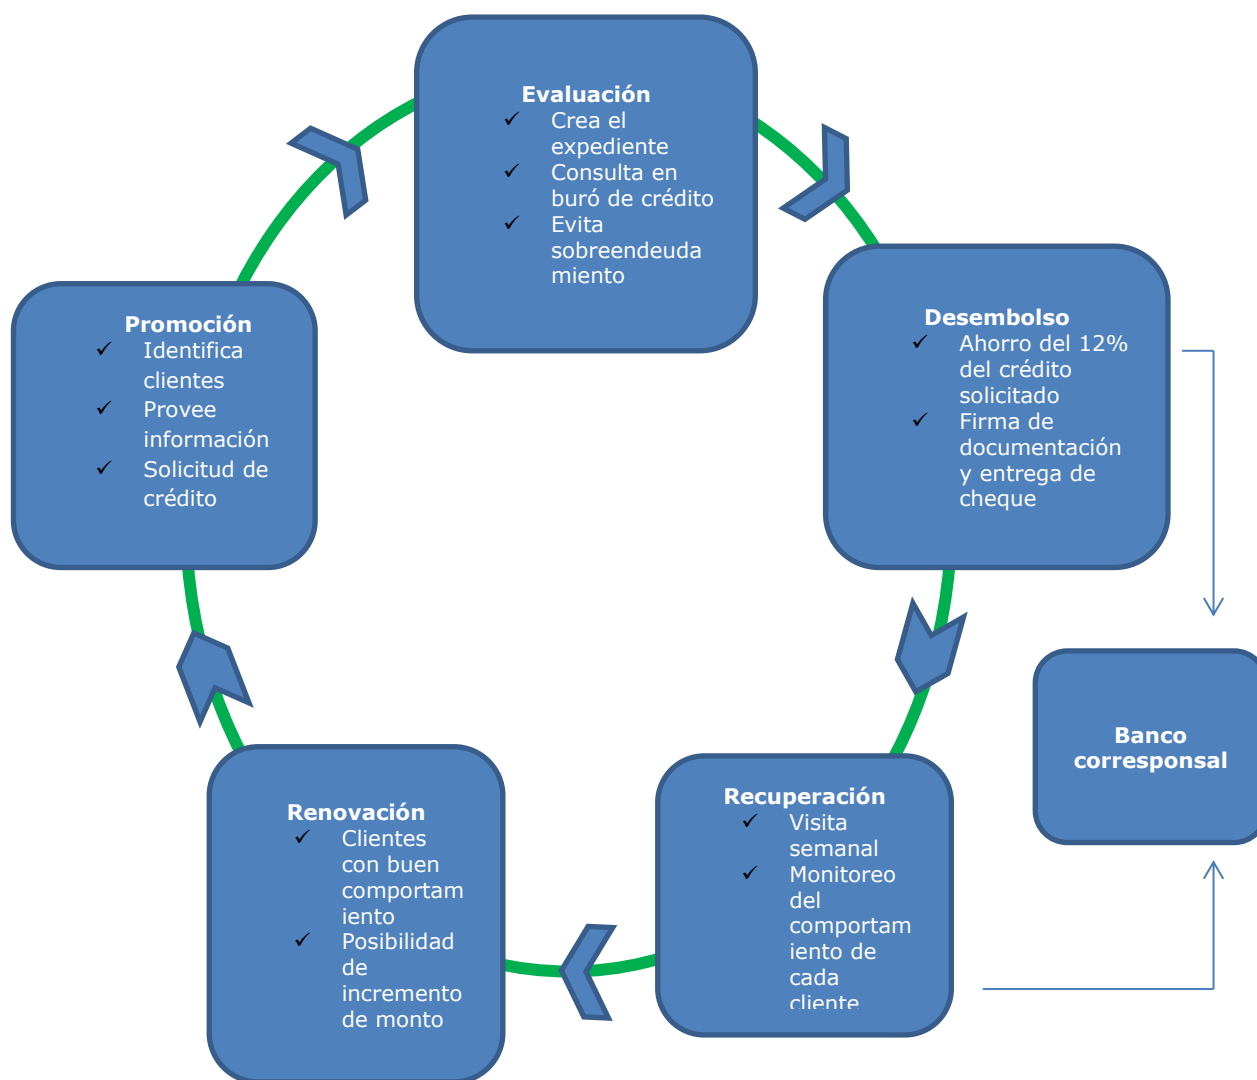 Evaluación
✓ Crea el
expediente
✓ Consulta en
buró de crédito
✓ Evita
sobreendeuda
miento
Promoción
✓ Identifica
clientes
✓ Provee
información
✓ Solicitud de
crédito
Desembolso
✓ Ahorro del 12%
del crédito
solicitado
✓ Firma de
documentación
y entrega de
cheque
Banco
corresponsal
Recuperación
✓ Visita
semanal
✓ Monitoreo
del
comportam
iento de
cada
cliente
Renovación
✓ Clientes
con buen
comportam
iento
✓ Posibilidad
de
incremento
de monto